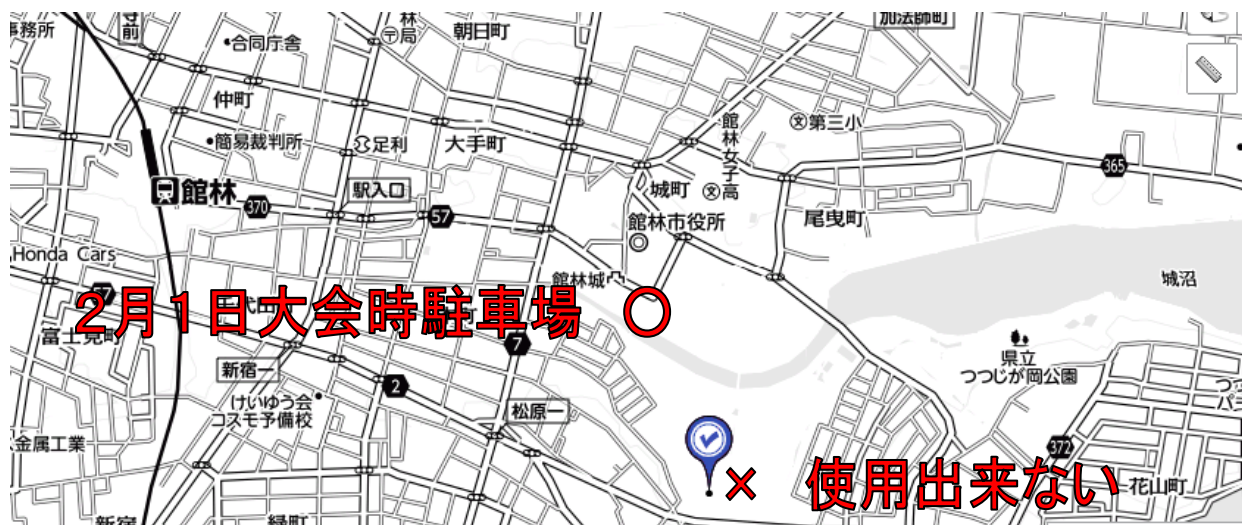 事務所
合同庁舎
林局
朝日町
加法師町
仲町
簡易裁判所
足利
大手町
館林女子高
文
第三小
365
館林
370
駅入口
57
城町
文
館林市役所
尾曳町
Honda Cars
館林城
城沼
2月1日大会時駐車場 〇
富士見町
7
県立
つつじが岡公園
新宿一
2
けいゆう会
コスモ予備校
松原一
金属工業
372
× 使用出来ない
花山町
新宿
緑町